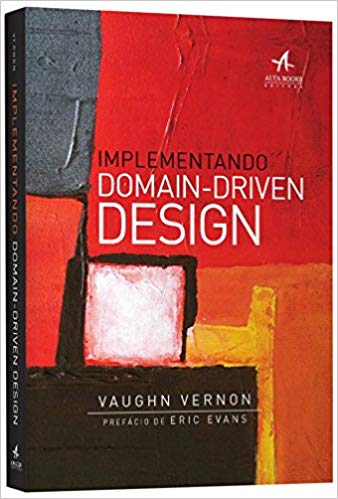 VERNON
IMPLEMENTANDO DOMAIN-DRIVEN DESIGN
ALTA BOOKS
EDITORA
IMPLEMENTANDO
DOMAIN-DRIVEN
DESIGN
VAUGHN VERNON
PREFÁCIO DE ERIC EVANS